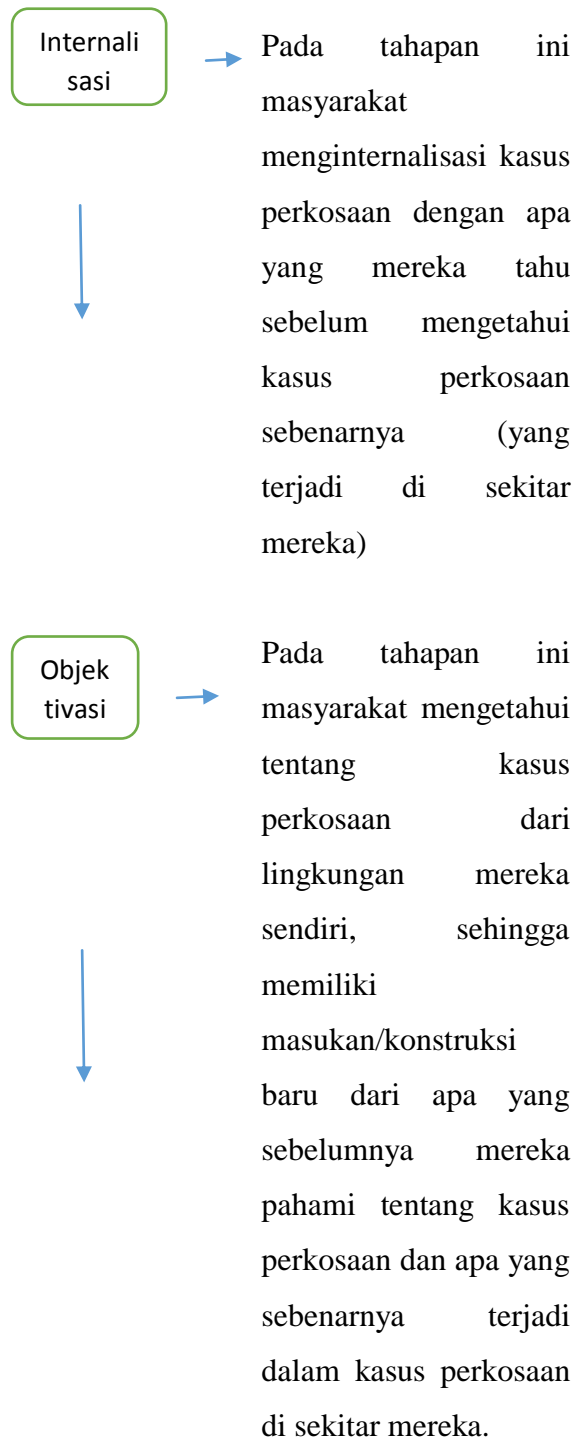 Internali
sasi
Pada tahapan ini
masyarakat
menginternalisasi kasus
perkosaan dengan apa
yang mereka tahu
sebelum mengetahui
kasus perkosaan
sebenarnya (yang
terjadi di sekitar
mereka)
Objek
tivasi
Pada tahapan ini
masyarakat mengetahui
tentang kasus
perkosaan dari
lingkungan mereka
sendiri, sehingga
memiliki
masukan/konstruksi
baru dari apa yang
sebelumnya mereka
pahami tentang kasus
perkosaan dan apa yang
sebenarnya terjadi
dalam kasus perkosaan
di sekitar mereka.